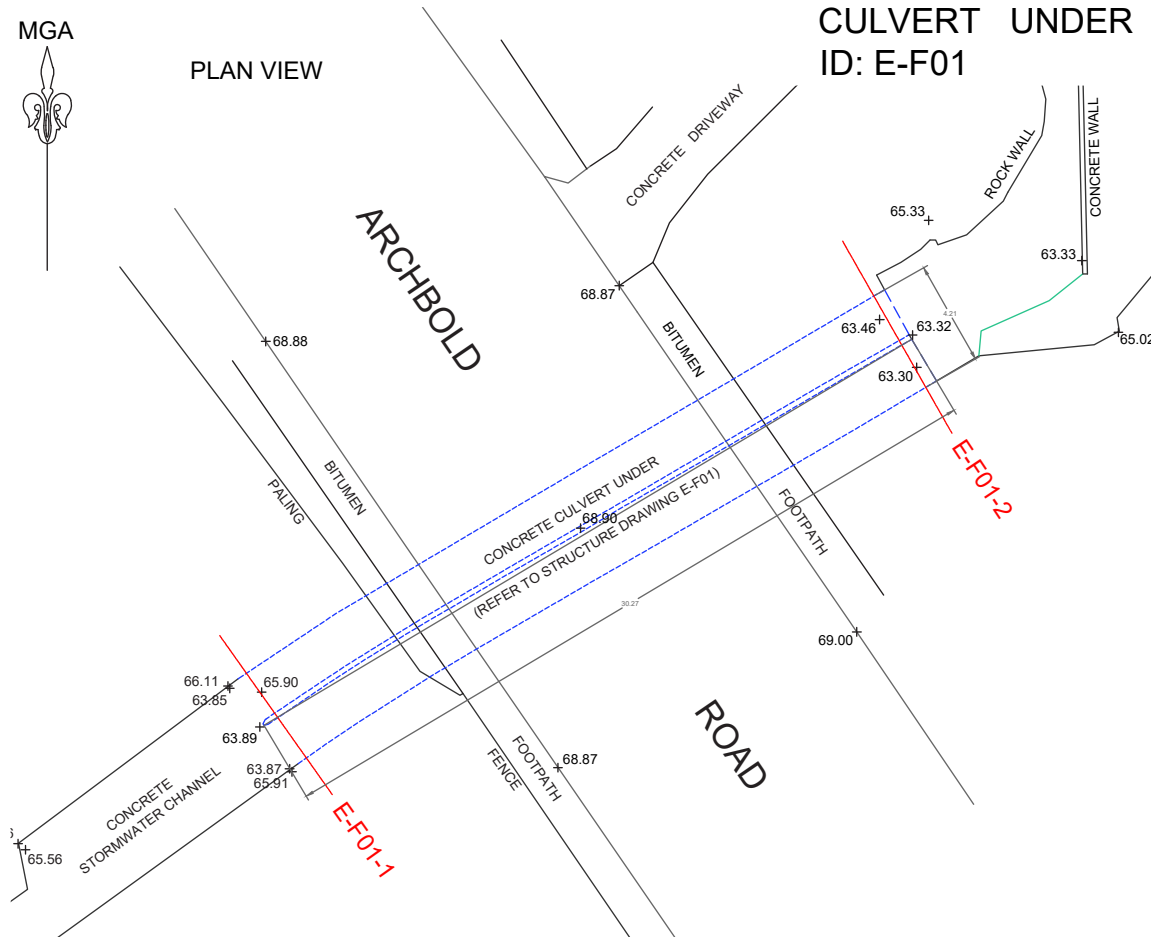 MGA
PLAN VIEW
CULVERT UNDER
ID: E-F01
CONCRETE DRIVEWAY
ROCK WALL
CONCRETE WALL
ARCHBOLD
65.33
63.33
68.87
63.46
63.32
4.21
65.02
68.88
BITUMEN
63.30
E-F01-2
BITUMEN
PALING
CONCRETE CULVERT UNDER
68.90
(REFER TO STRUCTURE DRAWING E-F01)
FOOTPATH
30.27
69.00
66.11
63.85
65.90
63.89
63.87
65.91
FENCE
FOOTPATH
68.87
ROAD
CONCRETE
STORMWATER CHANNEL
E-F01-1
65.56